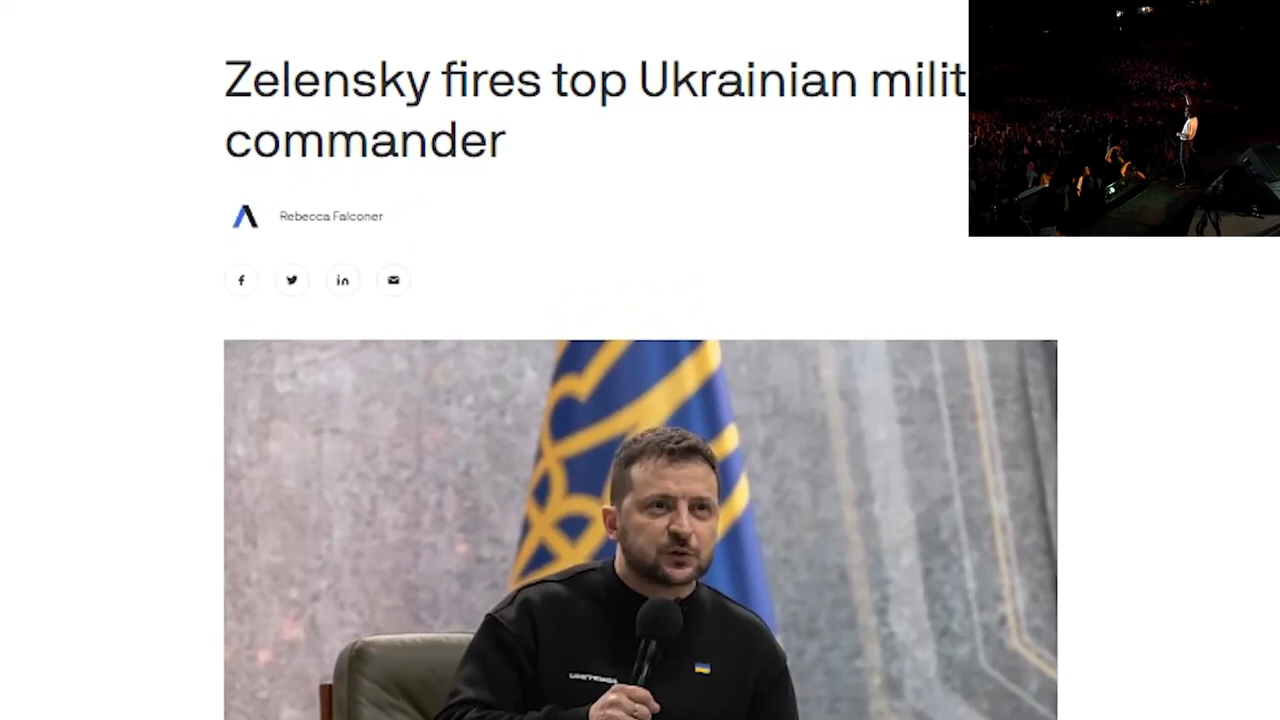 Zelensky fires top Ukrainian milit
commander
Rebecca Falconer